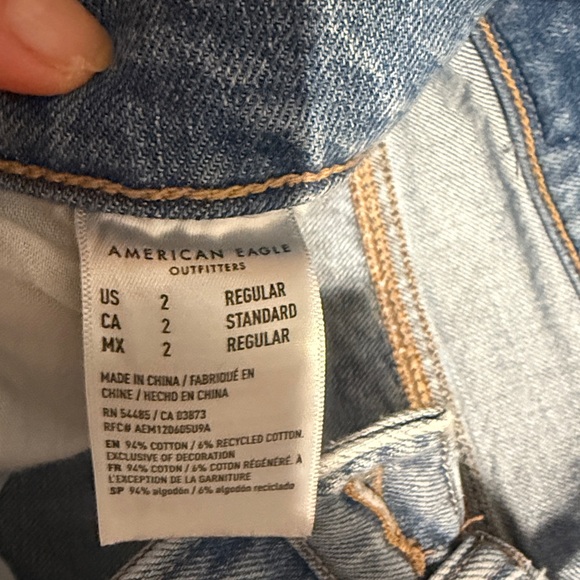 AMERICAN EAGLE
OUTFITTERS
US 2 REGULAR
CA 2 STANDARD
MX 2 REGULAR
MADE IN CHINA / FABRIQUÉ EN
CHINE / HECHO EN CHINA
RN 54485 / CA 03873
RFC# AEM120605U9A
EN 94% COTTON / 6% RECYCLED COTTON.
EXCLUSIVE OF DECORATION
FR 94% COTON / 6% COTON RÉGÉNÉRÉ. À
L'EXCEPTION DE LA GARNITURE
SP 94% algodón / 6% algodón reciclado